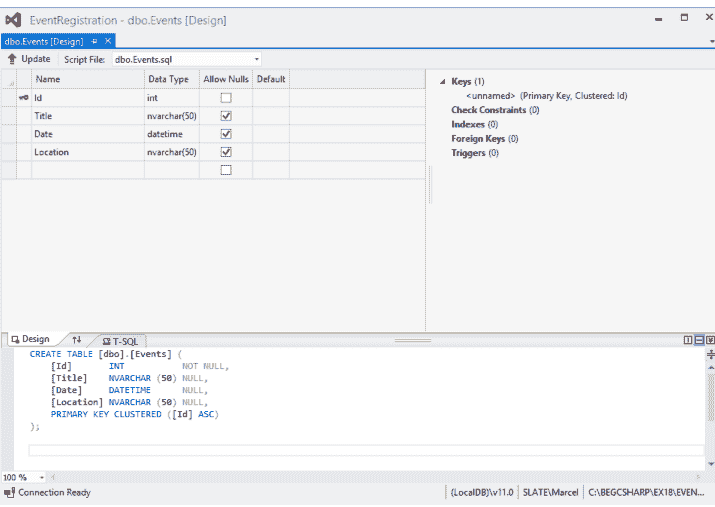 EventRegistration - dbo.Events [Design]
dbo.Events [Design]
Update Script File: dbo.Events.sql
Name Data Type Allow Nulls Default
Id int
Title nvarchar(50)
Date datetime
Location nvarchar(50)
Keys (1)
<unnamed> (Primary Key, Clustered: Id)
Check Constraints (0)
Indexes (0)
Foreign Keys (0)
Triggers (0)
Design T-SQL
CREATE TABLE [dbo].[Events] (
[Id] INT NOT NULL,
[Title] NVARCHAR (50) NULL,
[Date] DATETIME NULL,
[Location] NVARCHAR (50) NULL,
PRIMARY KEY CLUSTERED ([Id] ASC)
);
100 %
Connection Ready (LocalDB)\v11.0 SLATE\Marcel C:\BEGCSHARP\EX18\EVEN...